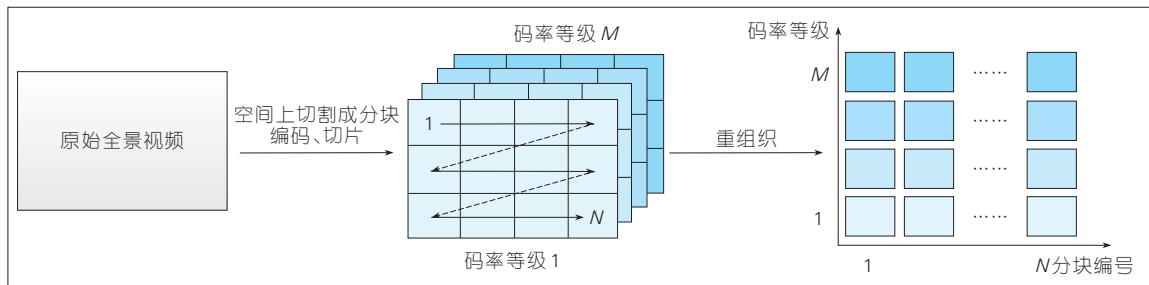 原始全景视频
空间上切割成分块
编码、切片
码率等级 M
1
N
码率等级 1
重组织
码率等级
M
……
……
……
1
……
1
N 分块编号